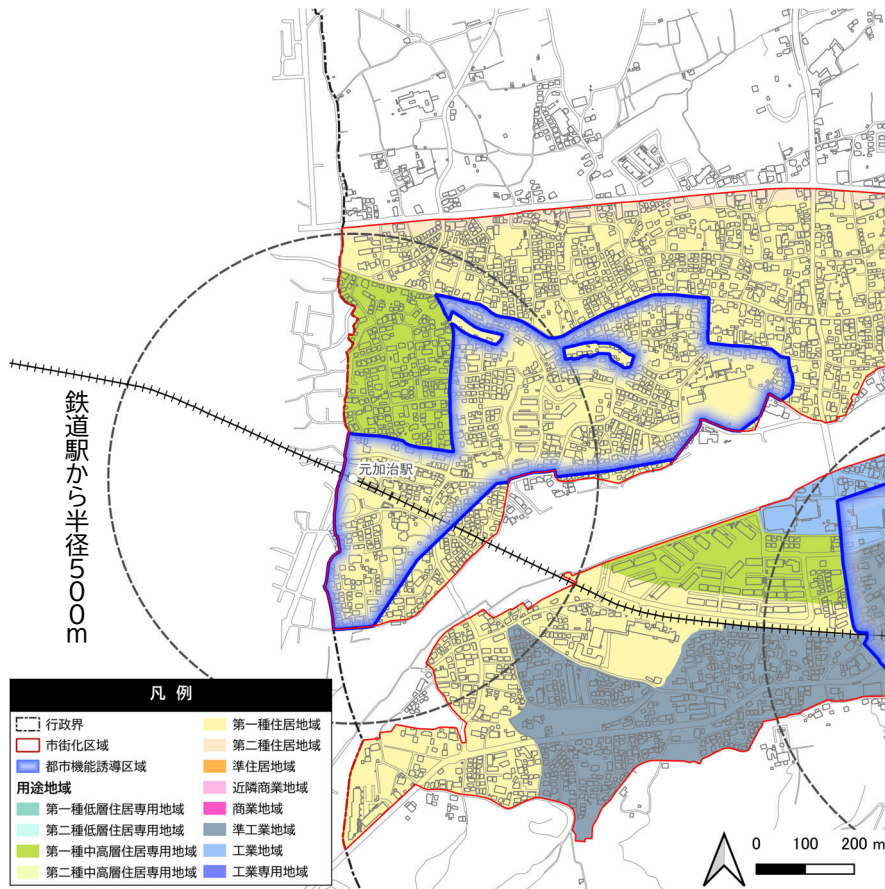 元加治駅
鉄道駅から半径500m
凡例
行政界
市街化区域
都市機能誘導区域
用途地域
第一種低層住居専用地域
第二種低層住居専用地域
第一種中高層住居専用地域
第二種中高層住居専用地域
第一種住居地域
第二種住居地域
準住居地域
近隣商業地域
商業地域
準工業地域
工業地域
工業専用地域
0 100 200 m